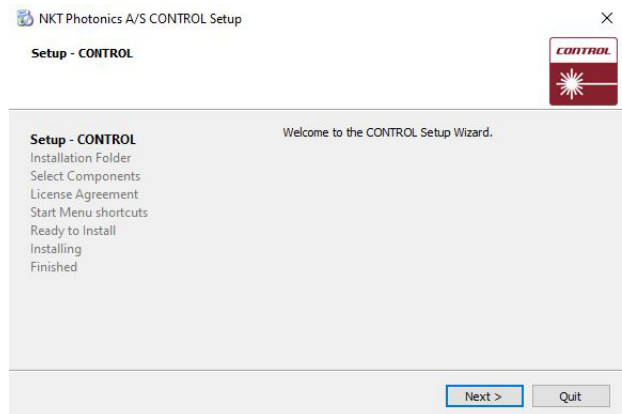 NKT Photonics A/S CONTROL Setup
Setup - CONTROL
CONTROL
Setup - CONTROL
Installation Folder
Select Components
License Agreement
Start Menu shortcuts
Ready to Install
Installing
Finished
Welcome to the CONTROL Setup Wizard.
Next >
Quit